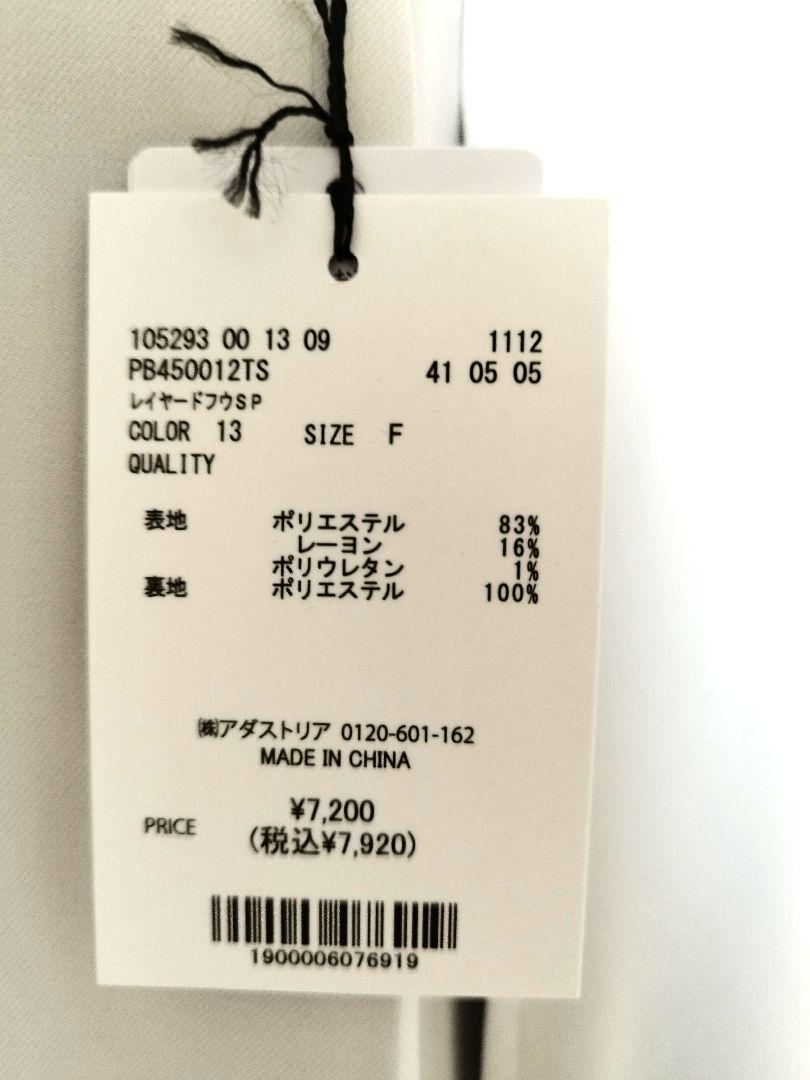 105293 00 13 09 1112
PB450012TS 41 05 05
レイヤードフウSP
COLOR 13 SIZE F
QUALITY
表地 ポリエステル 83%
レーヨン 16%
ポリウレタン 1%
裏地 ポリエステル 100%
㈱アダストリア 0120-601-162
MADE IN CHINA
PRICE ¥7,200
(税込¥7,920)
1900006076919